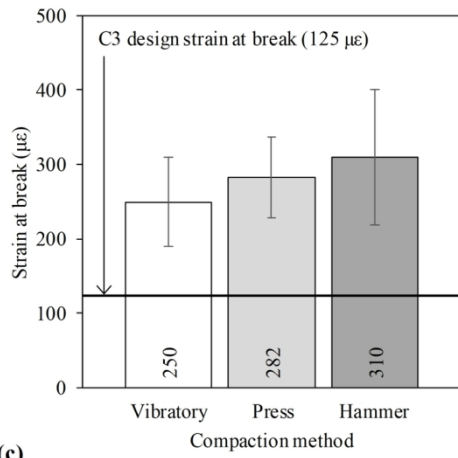 500
C3 design strain at break (125 με)
400
300
200
100
0
Strain at break (με)
250
282
310
Vibratory Press Hammer
Compaction method
(c)